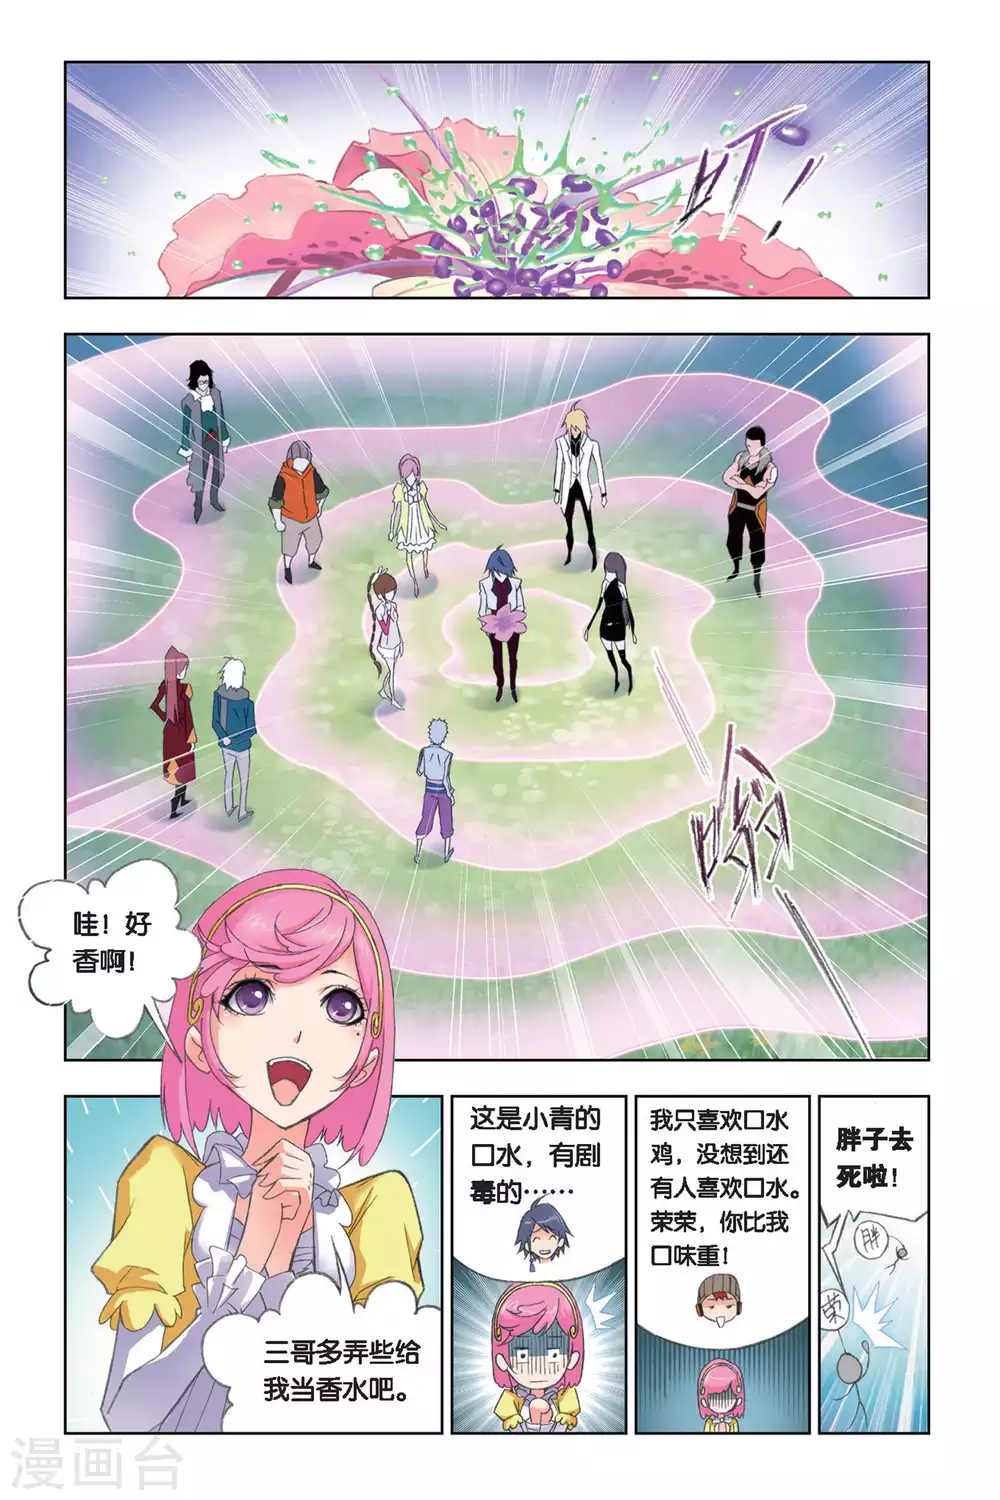 叮!
哟
哇！好
香啊！
三哥多弄些给
我当香水吧。
这是小青的
口水，有剧
毒的……
我只喜欢口水
鸡，没想到还
有人喜欢口水。
荣荣，你比我
口味重！
胖子去
死啦！
胖
荣
漫画台